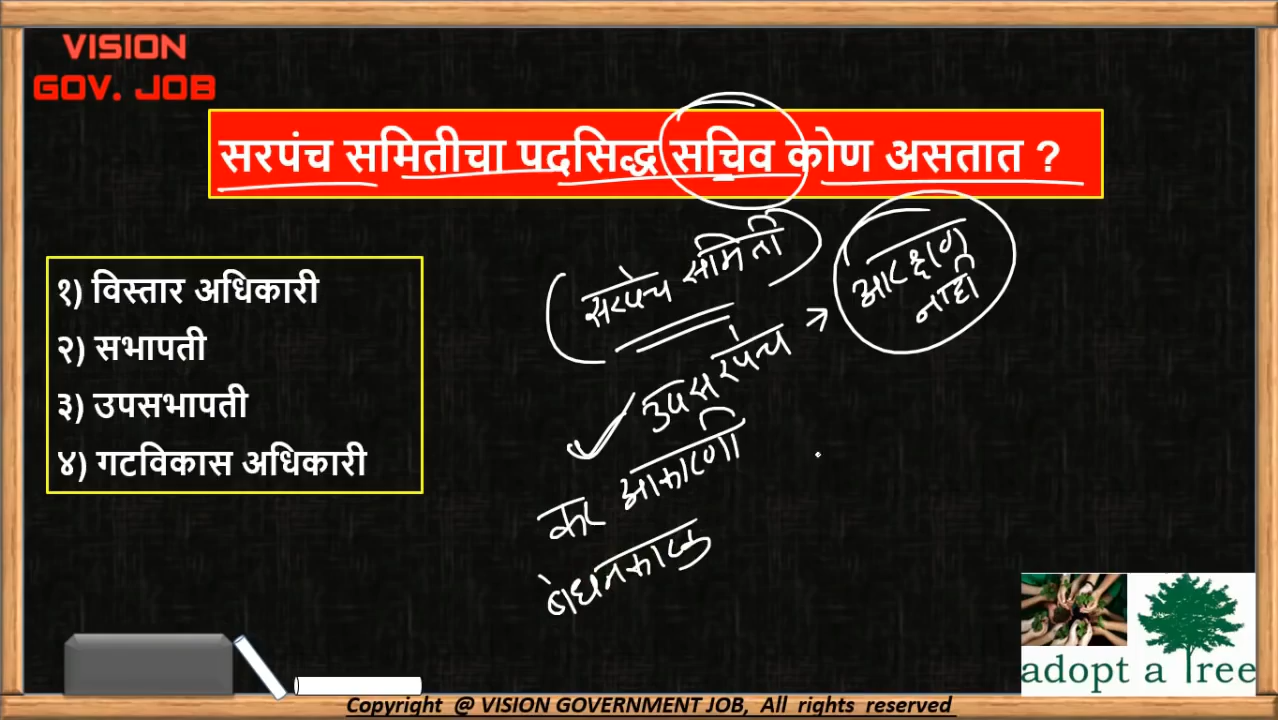 VISION
GOV. JOB
सरपंच समितीचा पदसिद्ध सचिव कोण असतात ?
१) विस्तार अधिकारी
२) सभापती
३) उपसभापती
४) गटविकास अधिकारी
सरपंच समिती
आरक्षण
नाही
उपसरपंच
कर आकारणी
बंधनकारक
adopt a Tree
Copyright @ VISION GOVERNMENT JOB, All rights reserved